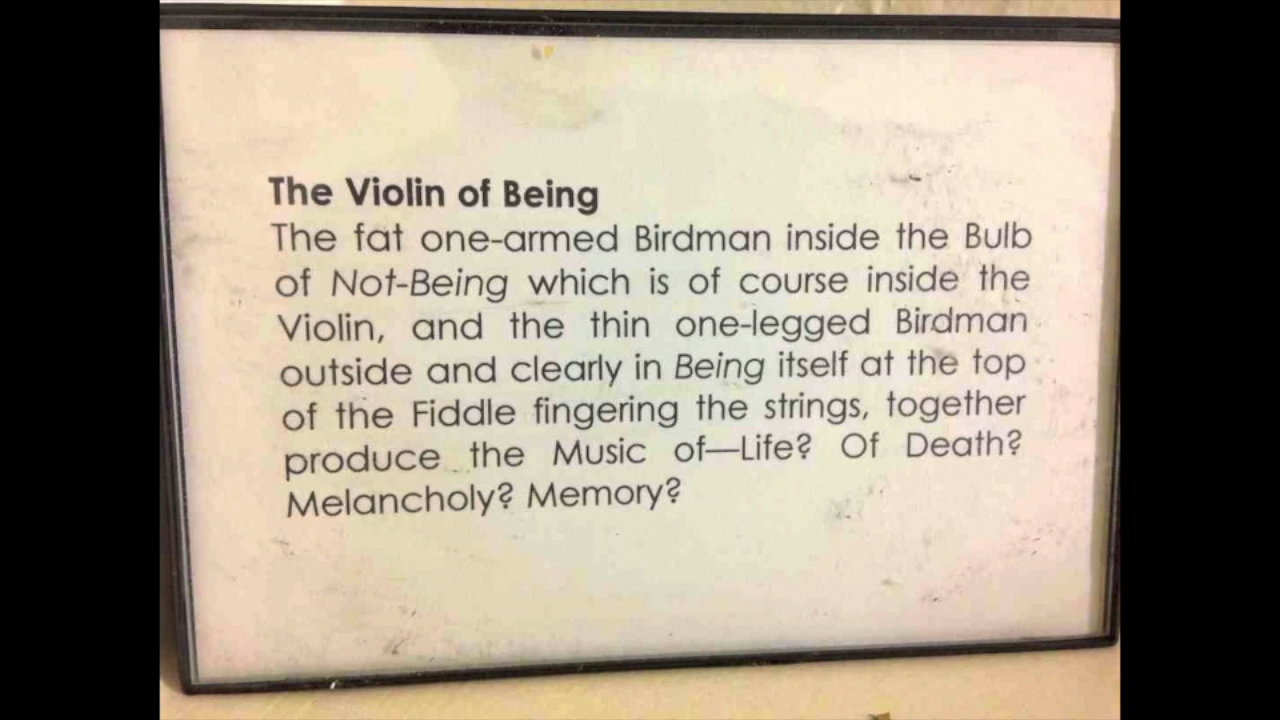 The Violin of Being
The fat one-armed Birdman inside the Bulb
of Not-Being which is of course inside the
Violin, and the thin one-legged Birdman
outside and clearly in Being itself at the top
of the Fiddle fingering the strings, together
produce the Music of—Life? Of Death?
Melancholy? Memory?